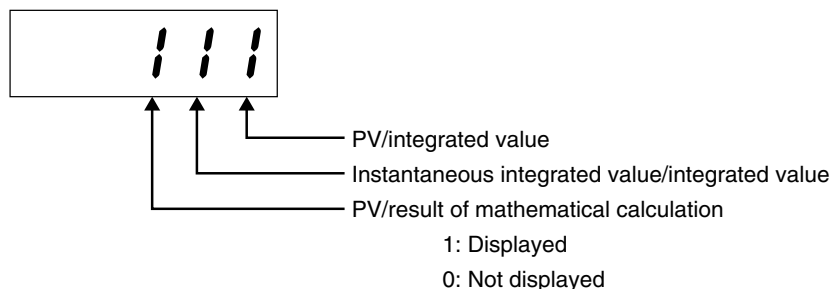 111
PV/integrated value
Instantaneous integrated value/integrated value
PV/result of mathematical calculation
1: Displayed
0: Not displayed